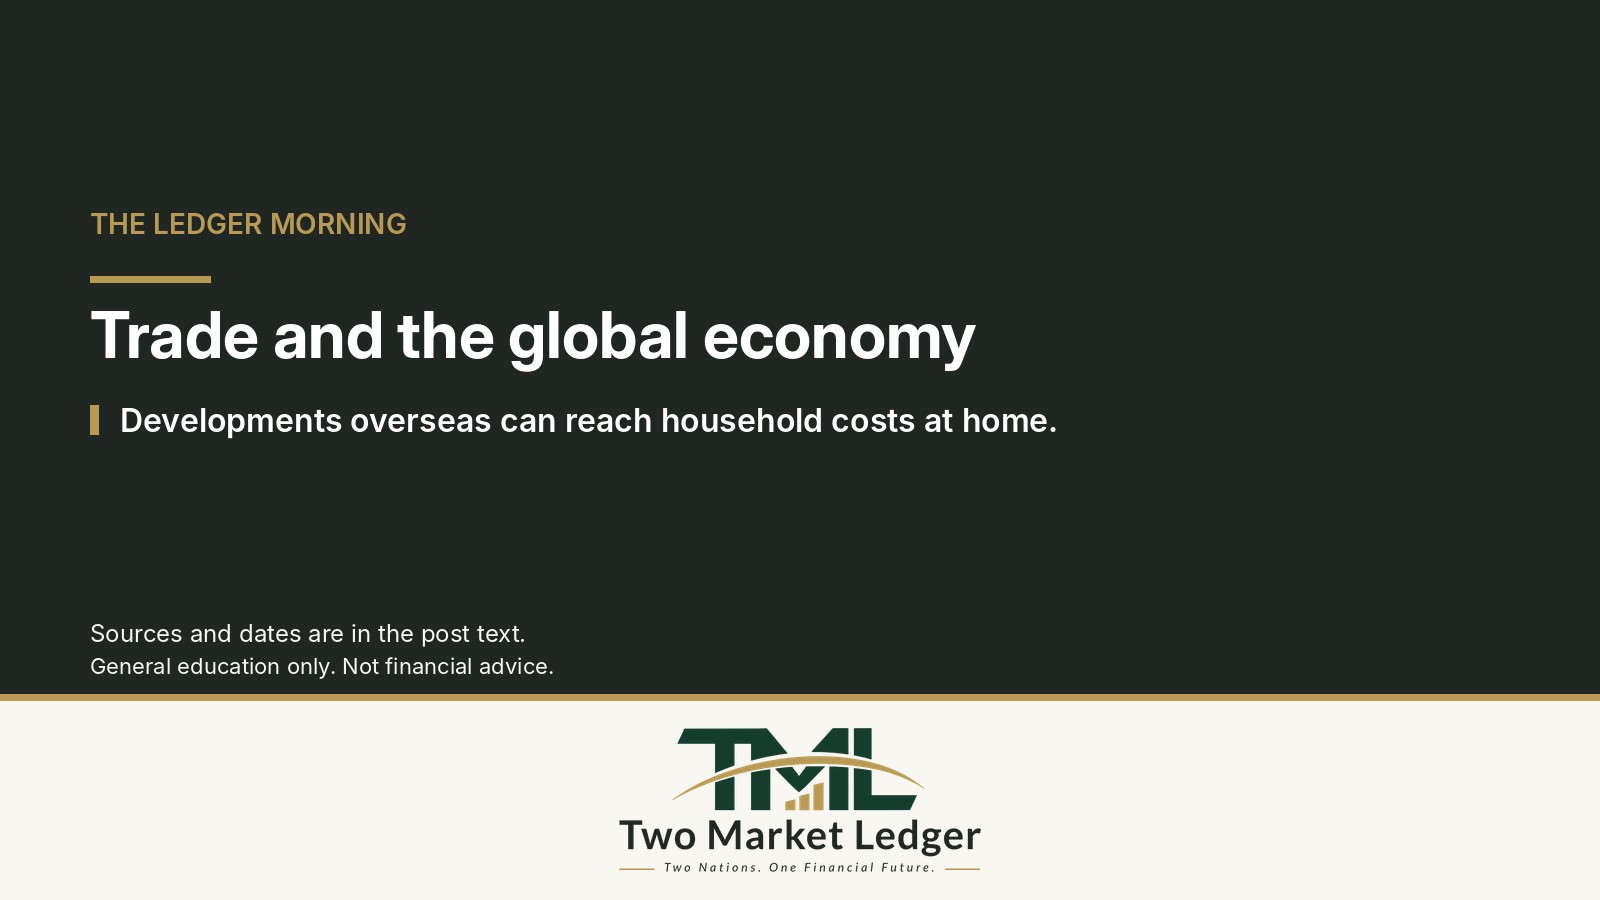 THE LEDGER MORNING
Trade and the global economy
Developments overseas can reach household costs at home.
Sources and dates are in the post text.
General education only. Not financial advice.
TML
Two Market Ledger
Two Nations. One Financial Future.